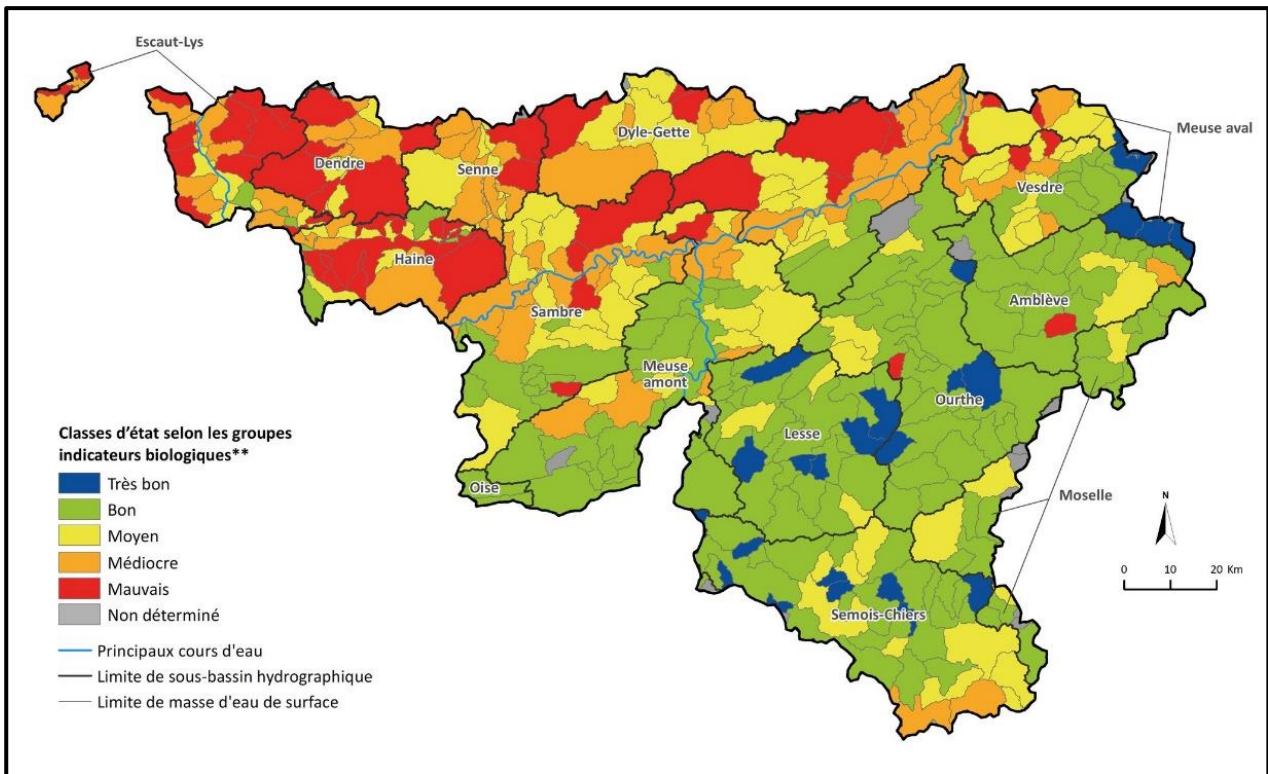 Escaut-Lys
Meuse aval
Dyle-Gette
Dendre
Senne
Vesdre
Haine
Amblève
Sambre
Meuse
amont
Ourthe
Lesse
Oise
Moselle
Semois-Chiers
Classes d'état selon les groupes
indicateurs biologiques**
Très bon
Bon
Moyen
Médiocre
Mauvais
Non déterminé
Principaux cours d'eau
Limite de sous-bassin hydrographique
Limite de masse d'eau de surface
N
0 10 20 Km